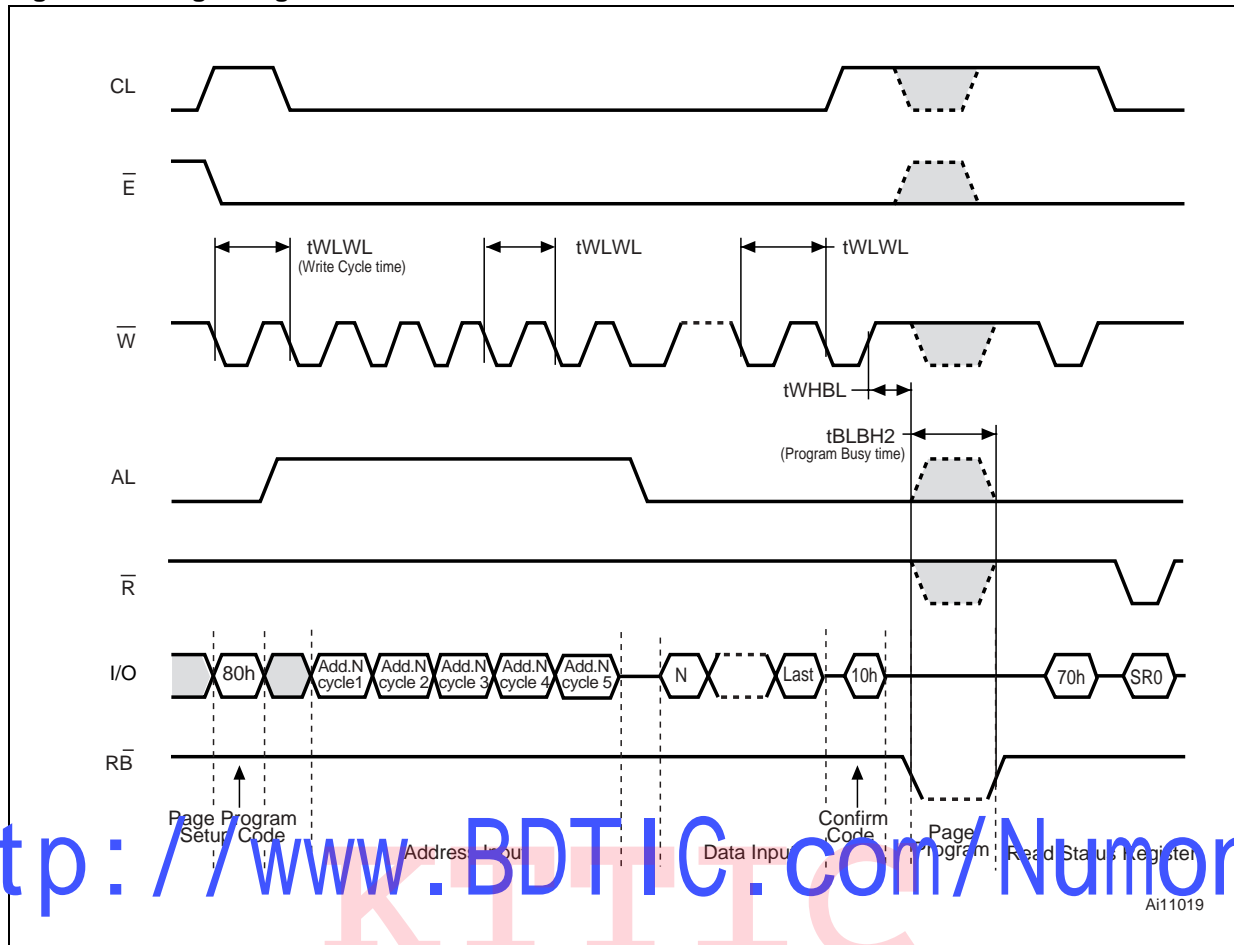 CL
E
tWLWL
(Write Cycle time)
tWLWL
tWLWL
W
tWHBL
tBLBH2
(Program Busy time)
AL
R
I/O
80h
Add.N
cycle1
Add.N
cycle 2
Add.N
cycle 3
Add.N
cycle 4
Add.N
cycle 5
N
Last
10h
70h
SR0
RB
Page Program
Setup Code
Address Input
Data Input
Confirm
Code
Page
Program
Read Status Register
tp://www.BDTIC.com/Numon
KTTIC
Ai11019